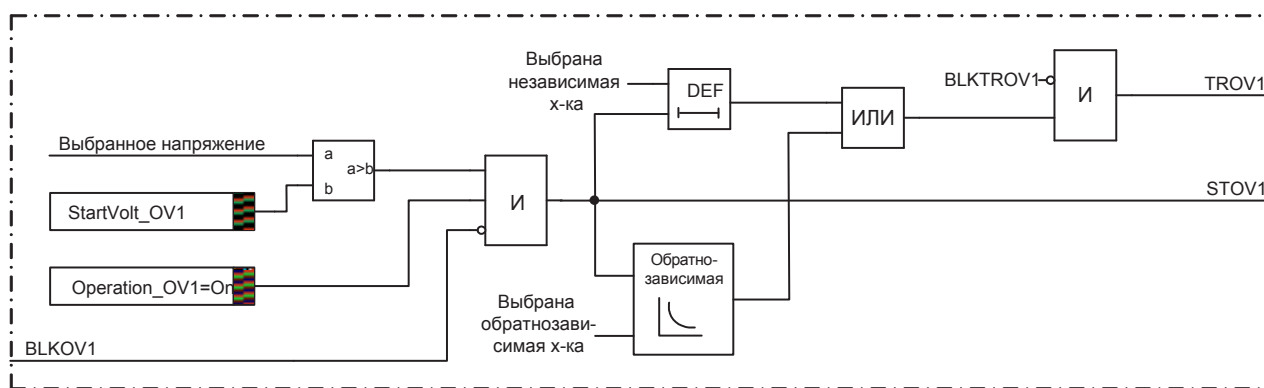 Выбрана
независимая
х-ка
DEF
BLKTROV1
И
TROV1
ИЛИ
Выбранное напряжение
a
a>b
b
StartVolt_OV1
И
STOV1
Operation_OV1=On
Обратно-
зависимая
Выбрана
обратнозави-
симая х-ка
BLKOV1